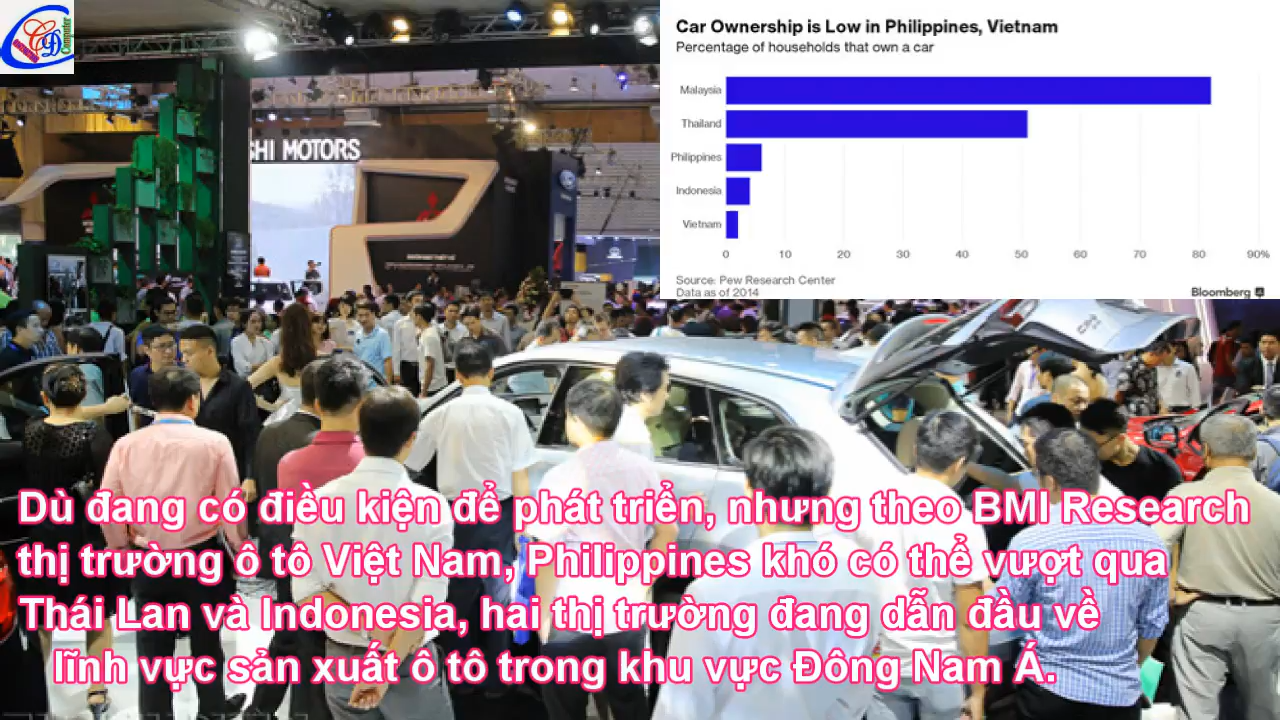 Computer
Car Ownership is Low in Philippines, Vietnam
Percentage of households that own a car
Malaysia
Thailand
Philippines
Indonesia
Vietnam
0 10 20 30 40 50 60 70 80 90%
Source: Pew Research Center
Data as of 2014
Bloomberg
SHI MOTORS
Dù đang có điều kiện để phát triển, nhưng theo BMI Research
thị trường ô tô Việt Nam, Philippines khó có thể vượt qua
Thái Lan và Indonesia, hai thị trường đang dẫn đầu về
lĩnh vực sản xuất ô tô trong khu vực Đông Nam Á.